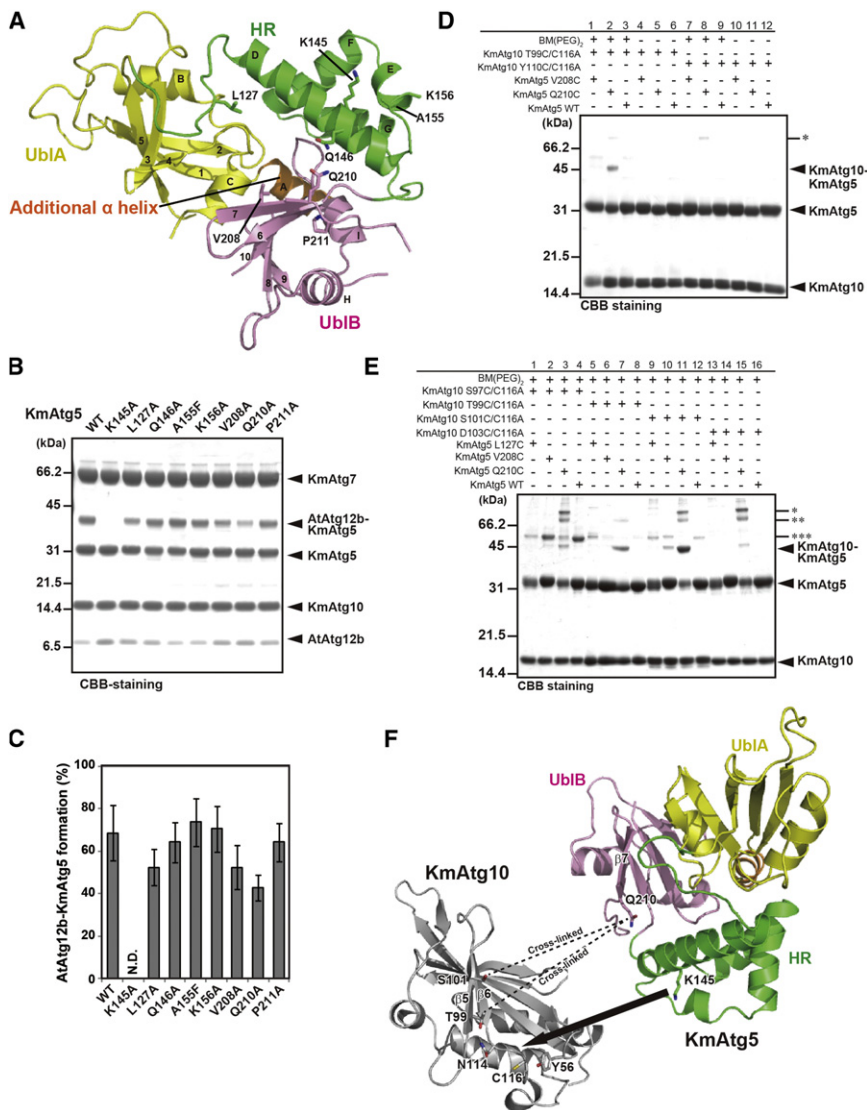 A
HR
K145
F
D
E
B
L127
K156
UblA
G
A155
5
2
3
4
1
Q146
C
A
Q210
Additional α helix
7
V208
6
P211
I
10
8
9
H
UblB
B
KmAtg5
WT K145A L127A Q146A A155F K156A V208A Q210A P211A
(kDa)
66.2
KmAtg7
45
AtAtg12b-
KmAtg5
31
KmAtg5
21.5
14.4
KmAtg10
6.5
AtAtg12b
CBB-staining
C
AtAtg12b-KmAtg5 formation (%)
100
80
60
40
20
0
N.D.
WT K145A L127A Q146A A155F K156A V208A Q210A P211A
D
1 2 3 4 5 6 7 8 9 10 11 12
BM(PEG)2 + + + - - - + + + - - -
KmAtg10 T99C/C116A + + + + + + - - - - - -
KmAtg10 Y110C/C116A - - - - - - + + + + + +
KmAtg5 V208C + - - + - - + - - + - -
KmAtg5 Q210C - + - - + - - + - - + -
KmAtg5 WT - - + - - + - - + - - +
(kDa)
*
66.2
45
KmAtg10-
KmAtg5
31
KmAtg5
21.5
14.4
KmAtg10
CBB staining
E
1 2 3 4 5 6 7 8 9 10 11 12 13 14 15 16
BM(PEG)2 + + + + + + + + + + + + + + + +
KmAtg10 S97C/C116A + + + + - - - - - - - - - - - -
KmAtg10 T99C/C116A - - - - + + + + - - - - - - - -
KmAtg10 S101C/C116A - - - - - - - - + + + + - - - -
KmAtg10 D103C/C116A - - - - - - - - - - - - + + + +
KmAtg5 L127C + - - - + - - - + - - - + - - -
KmAtg5 V208C - + - - - + - - - + - - - + - -
KmAtg5 Q210C - - + - - - + - - - + - - - + -
KmAtg5 WT - - - + - - - + - - - + - - - +
(kDa)
*
66.2
**
***
45
KmAtg10-
KmAtg5
31
KmAtg5
21.5
14.4
KmAtg10
CBB staining
F
UblA
UblB
β7
KmAtg10
Q210
Cross-linked
Cross-linked
HR
S101
β5
β6
K145
T99
KmAtg5
N114
C116
Y56